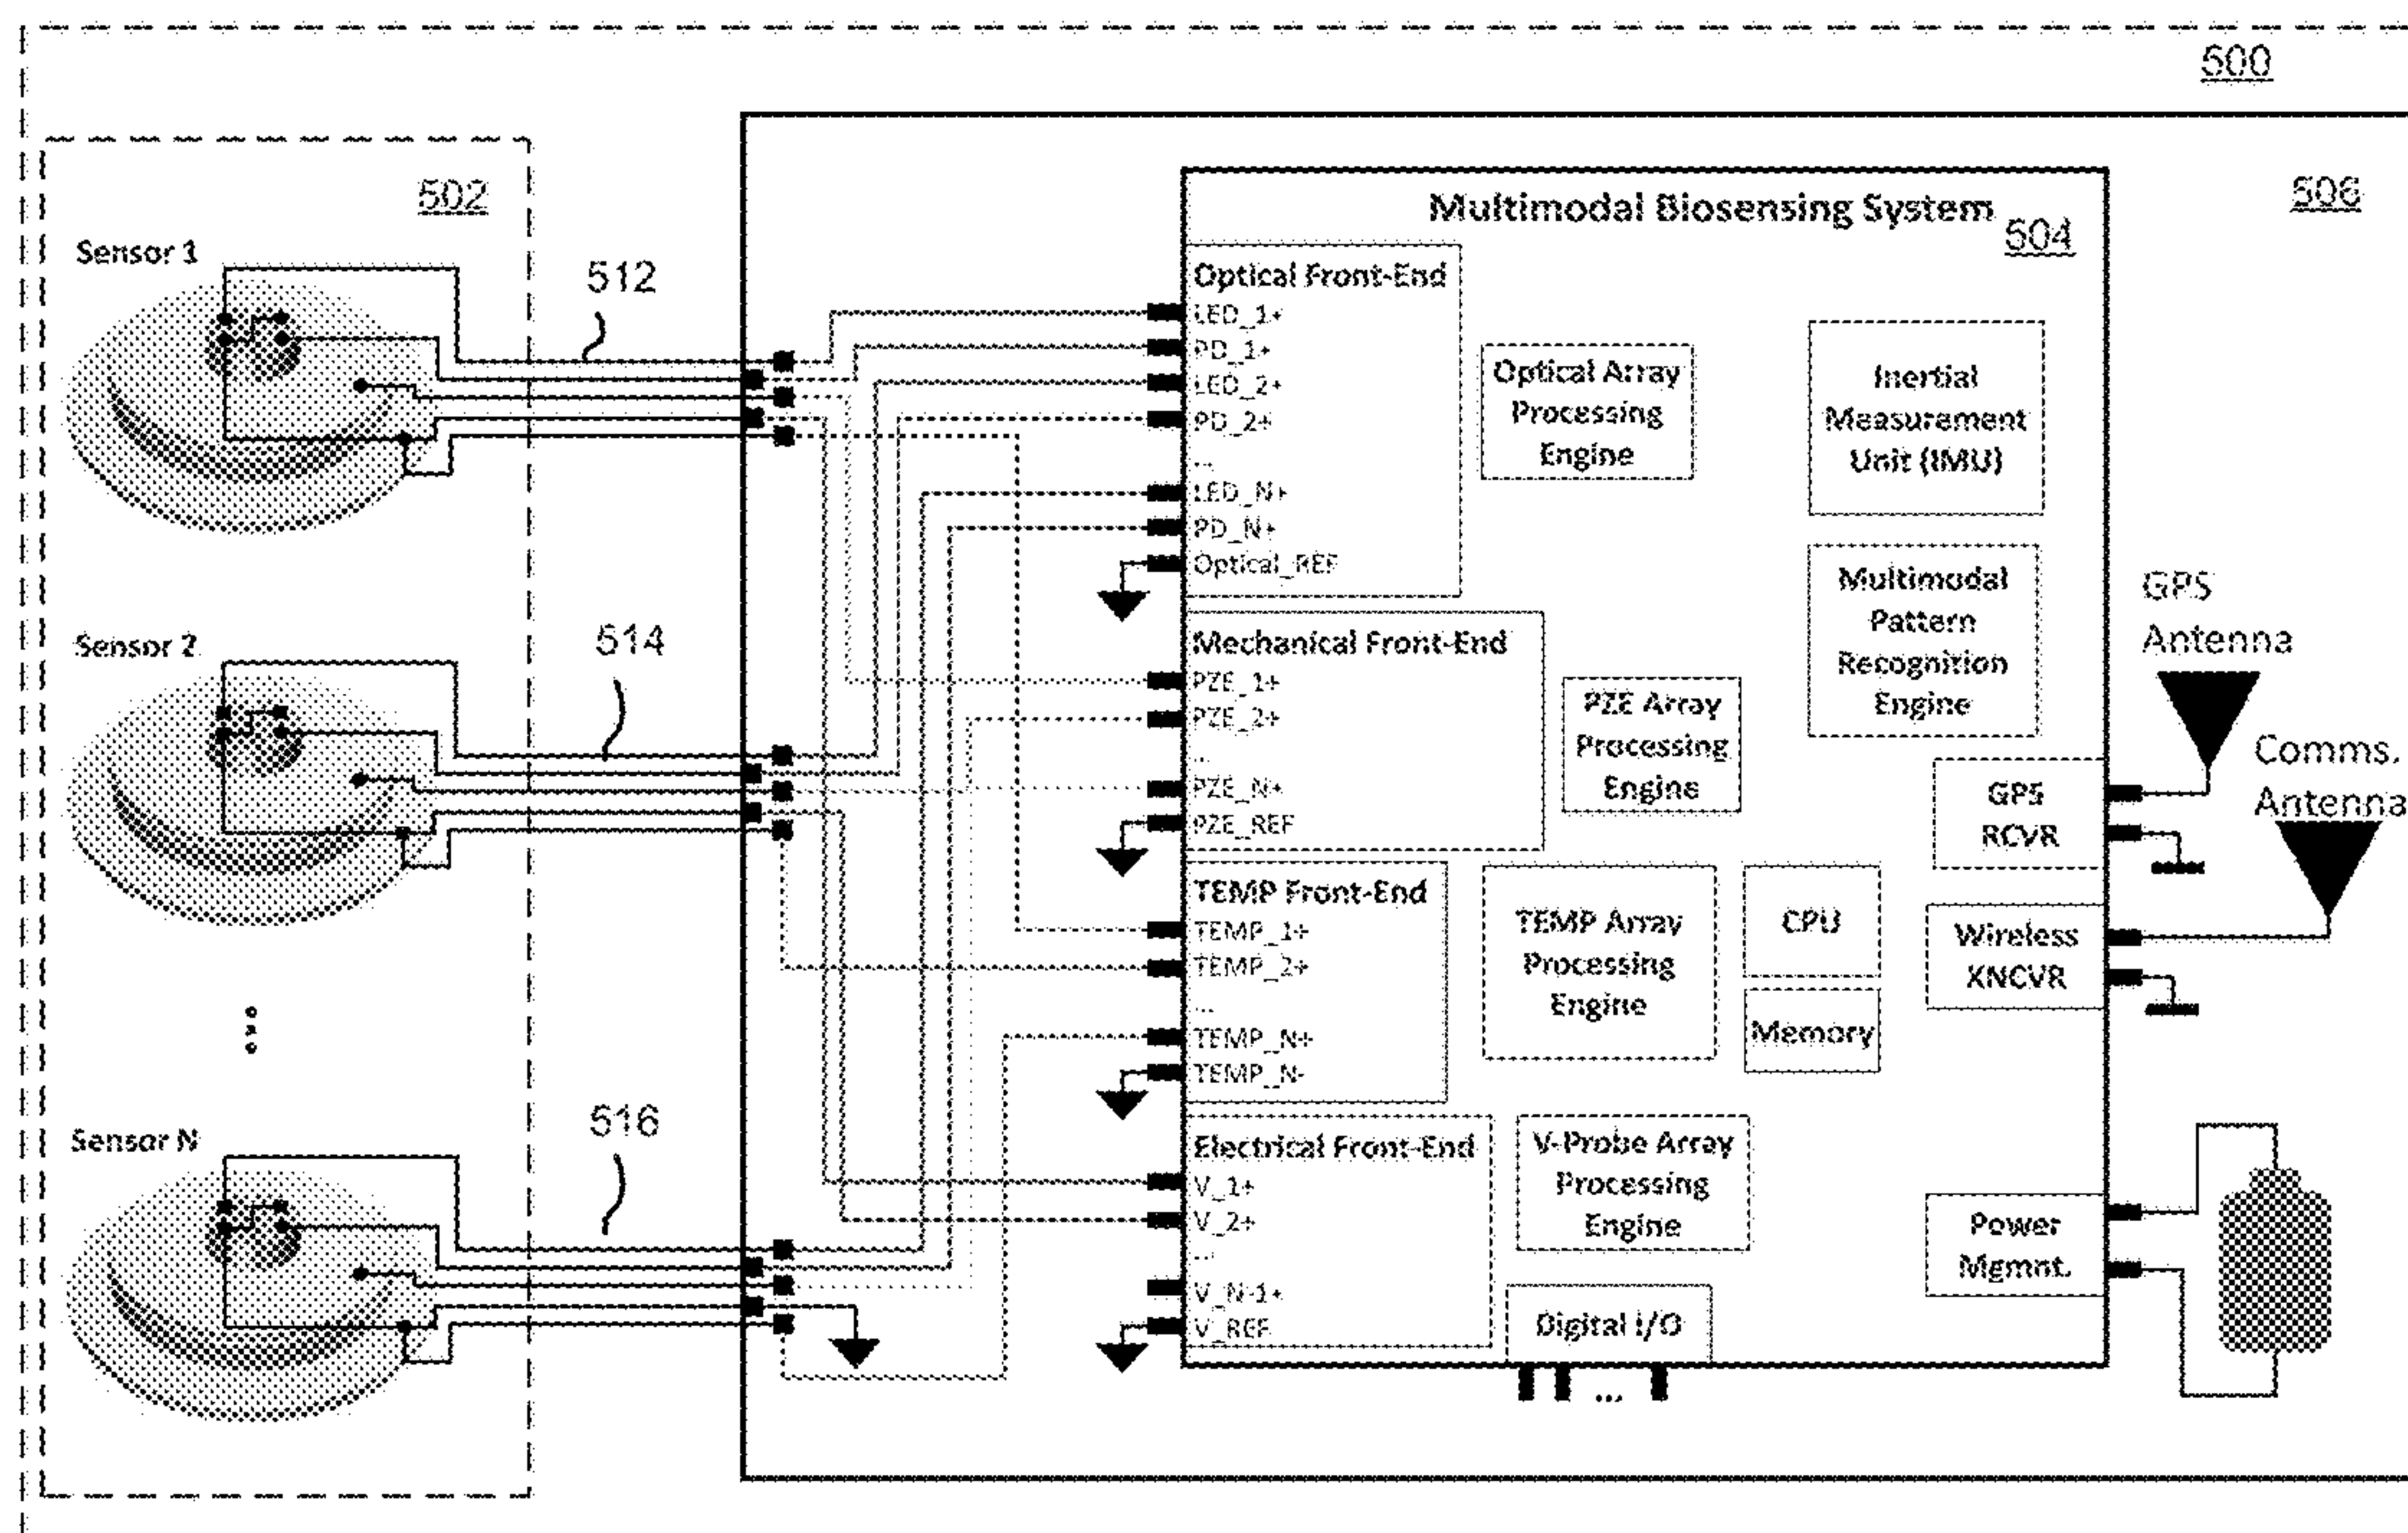 500
502
506
Multimodal Biosensing System
504
Sensor 1
512
Optical Front-End
LED_1+
PD_1+
LED_2+
PD_2+
...
LED_N+
PD_N+
Optical_REF
Optical Array
Processing
Engine
Inertial
Measurement
Unit (IMU)
Multimodal
Pattern
Recognition
Engine
GPS
Antenna
Sensor 2
514
Mechanical Front-End
PZE_1+
PZE_2+
...
PZE_N+
PZE_REF
PZE Array
Processing
Engine
GPS
RCVR
Comms.
Antenna
TEMP Front-End
TEMP_1+
TEMP_2+
...
TEMP_N+
TEMP_N-
TEMP Array
Processing
Engine
CPU
Memory
Wireless
XNCVR
Sensor N
516
Electrical Front-End
V_1+
V_2+
...
V_N-1+
V_REF
V-Probe Array
Processing
Engine
Power
Mgmnt.
Digital I/O
...